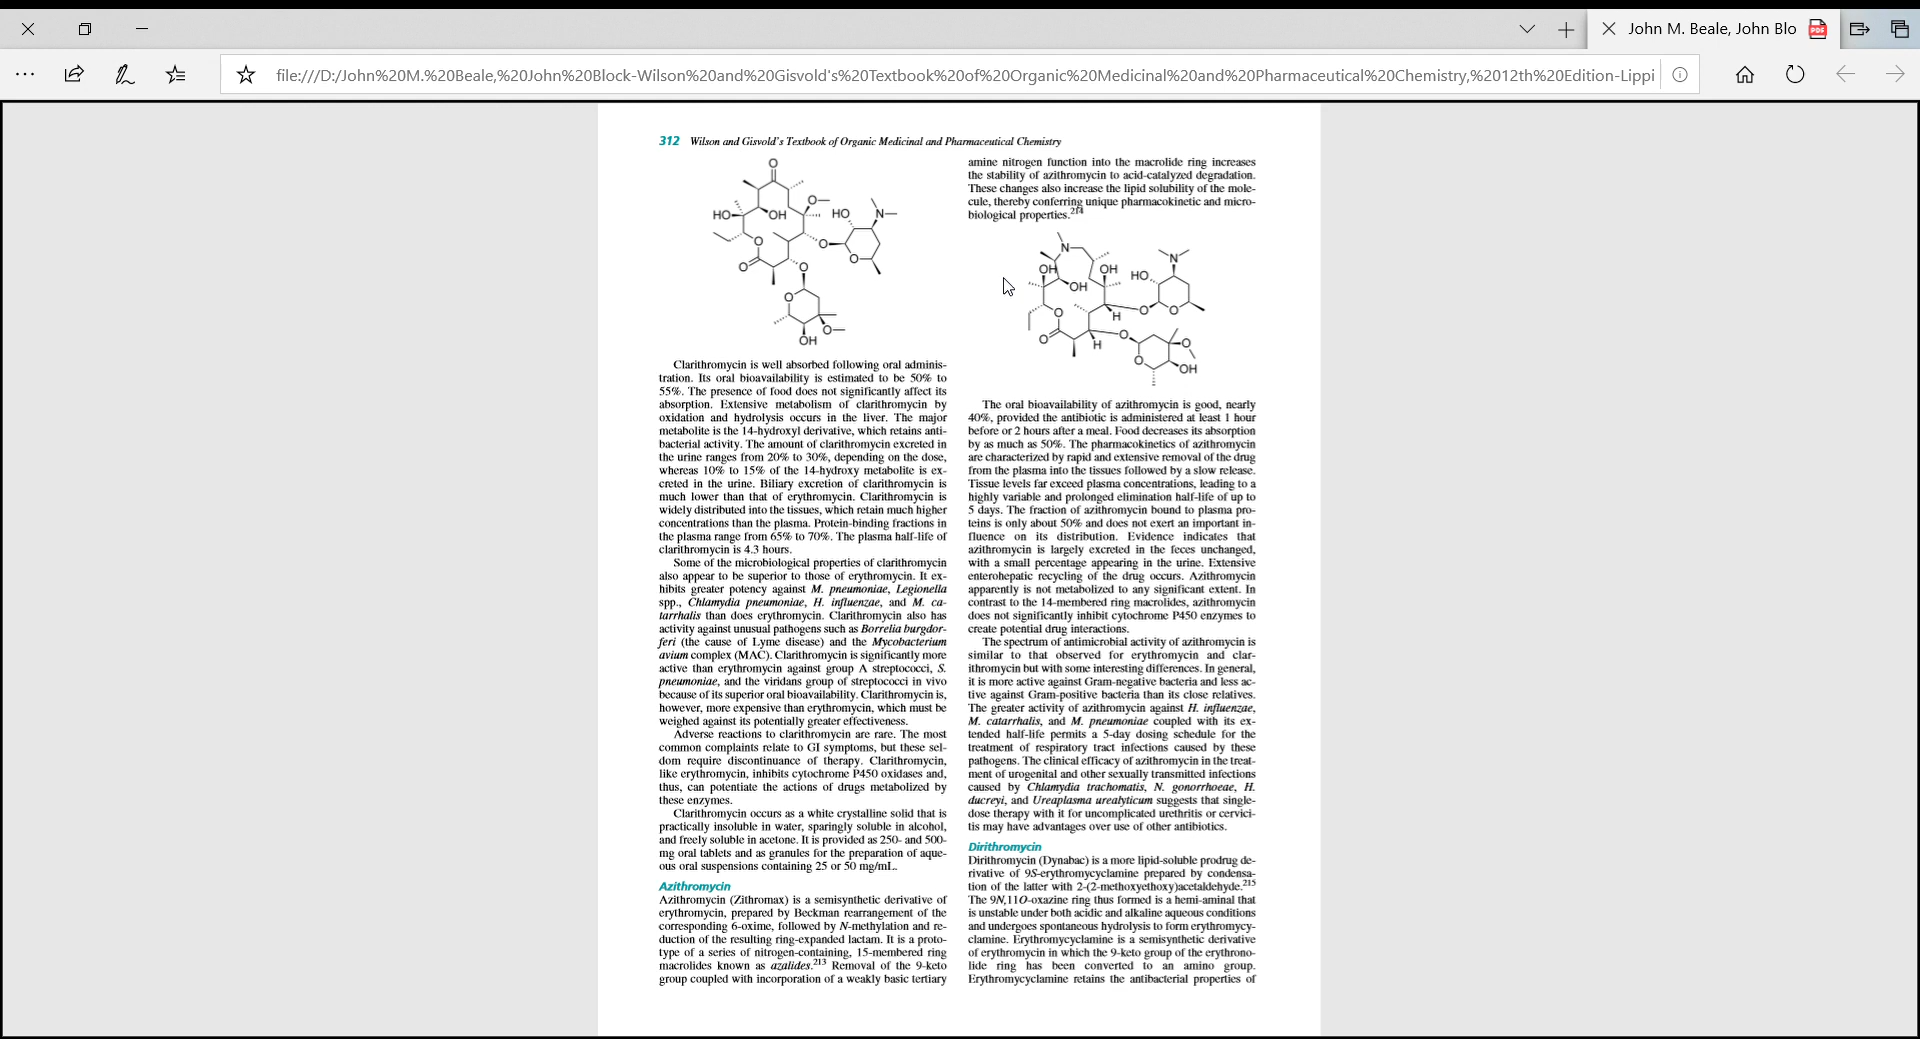 John M. Beale, John Blo
file:///D:/John%20M.%20Beale,%20John%20Block-Wilson%20and%20Gisvold's%20Textbook%20of%20Organic%20Medicinal%20and%20Pharmaceutical%20Chemistry,%2012th%20Edition-Lippi
312 Wilson and Gisvold's Textbook of Organic Medicinal and Pharmaceutical Chemistry
O
O
HO
OH
HO
N
O
O
O
O
O
O
O
OH
Clarithromycin is well absorbed following oral adminis-
tration. Its oral bioavailability is estimated to be 50% to
55%. The presence of food does not significantly affect its
absorption. Extensive metabolism of clarithromycin by
oxidation and hydrolysis occurs in the liver. The major
metabolite is the 14-hydroxyl derivative, which retains anti-
bacterial activity. The amount of clarithromycin excreted in
the urine ranges from 20% to 30%, depending on the dose,
whereas 10% to 15% of the 14-hydroxy metabolite is ex-
creted in the urine. Biliary excretion of clarithromycin is
much lower than that of erythromycin. Clarithromycin is
widely distributed into the tissues, which retain much higher
concentrations than the plasma. Protein-binding fractions in
the plasma range from 65% to 70%. The plasma half-life of
clarithromycin is 4.3 hours.
Some of the microbiological properties of clarithromycin
also appear to be superior to those of erythromycin. It ex-
hibits greater potency against M. pneumoniae, Legionella
spp., Chlamydia pneumoniae, H. influenzae, and M. ca-
tarrhalis than does erythromycin. Clarithromycin also has
activity against unusual pathogens such as Borrelia burgdor-
feri (the cause of Lyme disease) and the Mycobacterium
avium complex (MAC). Clarithromycin is significantly more
active than erythromycin against group A streptococci, S.
pneumoniae, and the viridans group of streptococci in vivo
because of its superior oral bioavailability. Clarithromycin is,
however, more expensive than erythromycin, which must be
weighed against its potentially greater effectiveness.
Adverse reactions to clarithromycin are rare. The most
common complaints relate to GI symptoms, but these sel-
dom require discontinuance of therapy. Clarithromycin,
like erythromycin, inhibits cytochrome P450 oxidases and,
thus, can potentiate the actions of drugs metabolized by
these enzymes.
Clarithromycin occurs as a white crystalline solid that is
practically insoluble in water, sparingly soluble in alcohol,
and freely soluble in acetone. It is provided as 250- and 500-
mg oral tablets and as granules for the preparation of aque-
ous oral suspensions containing 25 or 50 mg/mL.
Azithromycin
Azithromycin (Zithromax) is a semisynthetic derivative of
erythromycin, prepared by Beckman rearrangement of the
corresponding 6-oxime, followed by N-methylation and re-
duction of the resulting ring-expanded lactam. It is a proto-
type of a series of nitrogen-containing, 15-membered ring
macrolides known as azalides.213 Removal of the 9-keto
group coupled with incorporation of a weakly basic tertiary
amine nitrogen function into the macrolide ring increases
the stability of azithromycin to acid-catalyzed degradation.
These changes also increase the lipid solubility of the mole-
cule, thereby conferring unique pharmacokinetic and micro-
biological properties.214
N
N
OH
OH
HO
OH
O
O
O
H
O
O
H
O
O
OH
The oral bioavailability of azithromycin is good, nearly
40%, provided the antibiotic is administered at least 1 hour
before or 2 hours after a meal. Food decreases its absorption
by as much as 50%. The pharmacokinetics of azithromycin
are characterized by rapid and extensive removal of the drug
from the plasma into the tissues followed by a slow release.
Tissue levels far exceed plasma concentrations, leading to a
highly variable and prolonged elimination half-life of up to
5 days. The fraction of azithromycin bound to plasma pro-
teins is only about 50% and does not exert an important in-
fluence on its distribution. Evidence indicates that
azithromycin is largely excreted in the feces unchanged,
with a small percentage appearing in the urine. Extensive
enterohepatic recycling of the drug occurs. Azithromycin
apparently is not metabolized to any significant extent. In
contrast to the 14-membered ring macrolides, azithromycin
does not significantly inhibit cytochrome P450 enzymes to
create potential drug interactions.
The spectrum of antimicrobial activity of azithromycin is
similar to that observed for erythromycin and clar-
ithromycin but with some interesting differences. In general,
it is more active against Gram-negative bacteria and less ac-
tive against Gram-positive bacteria than its close relatives.
The greater activity of azithromycin against H. influenzae,
M. catarrhalis, and M. pneumoniae coupled with its ex-
tended half-life permits a 5-day dosing schedule for the
treatment of respiratory tract infections caused by these
pathogens. The clinical efficacy of azithromycin in the treat-
ment of urogenital and other sexually transmitted infections
caused by Chlamydia trachomatis, N. gonorrhoeae, H.
ducreyi, and Ureaplasma urealyticum suggests that single-
dose therapy with it for uncomplicated urethritis or cervici-
tis may have advantages over use of other antibiotics.
Dirithromycin
Dirithromycin (Dynabac) is a more lipid-soluble prodrug de-
rivative of 9S-erythromycyclamine prepared by condensa-
tion of the latter with 2-(2-methoxyethoxy)acetaldehyde.215
The 9N,11O-oxazine ring thus formed is a hemi-aminal that
is unstable under both acidic and alkaline aqueous conditions
and undergoes spontaneous hydrolysis to form erythromycy-
clamine. Erythromycyclamine is a semisynthetic derivative
of erythromycin in which the 9-keto group of the erythrono-
lide ring has been converted to an amino group.
Erythromycyclamine retains the antibacterial properties of